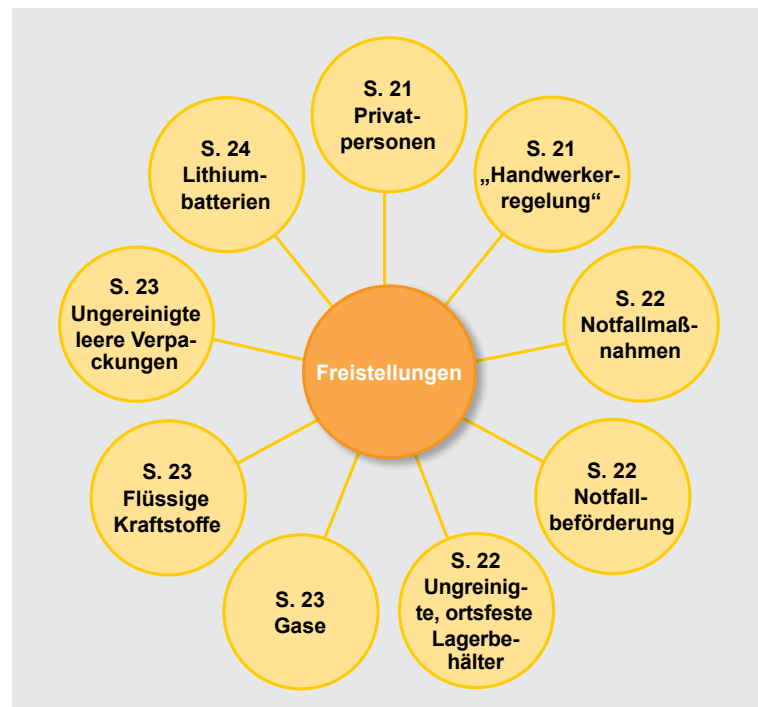 S. 21
Privat-
personen
S. 21
„Handwerker-
regelung“
S. 22
Notfallmaß-
nahmen
S. 22
Notfall-
beförderung
S. 22
Ungreinig-
te, ortsfeste
Lagerbe-
hälter
S. 23
Gase
S. 23
Flüssige
Kraftstoffe
S. 23
Ungereinigte
leere Verpa-
ckungen
S. 24
Lithium-
batterien
Freistellungen